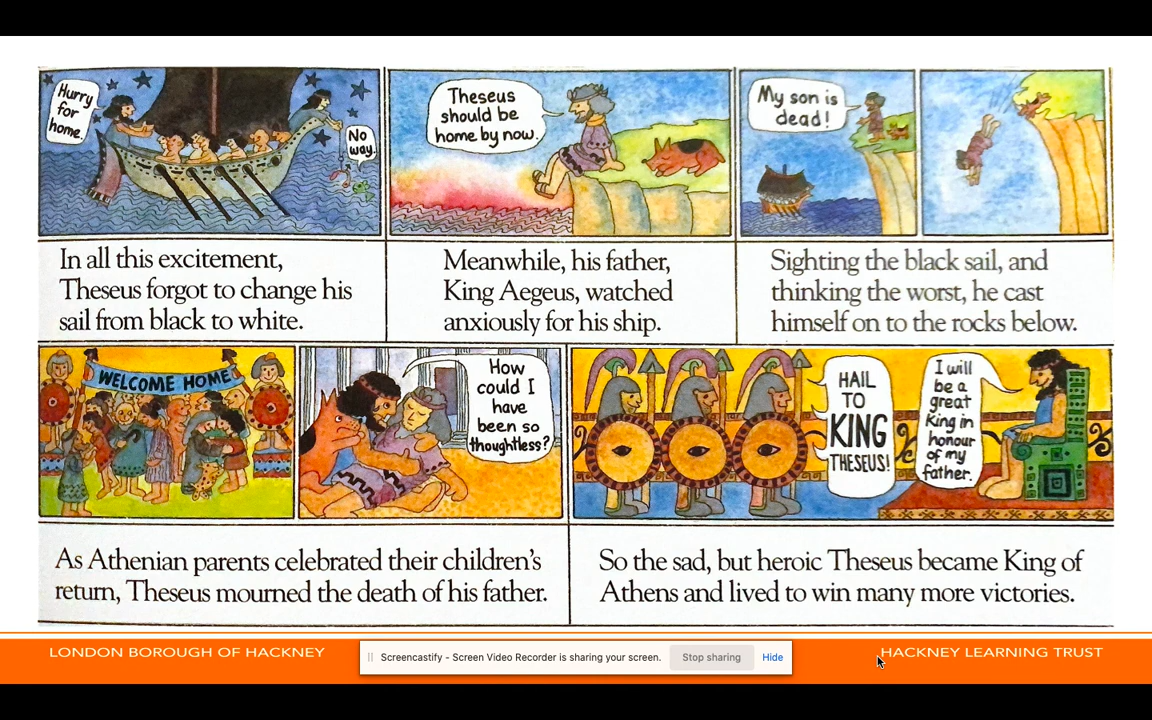 Hurry
for
home.
No
way.
Theseus
should be
home by now.
My son is
dead!
In all this excitement,
Theseus forgot to change his
sail from black to white.
Meanwhile, his father,
King Aegeus, watched
anxiously for his ship.
Sighting the black sail, and
thinking the worst, he cast
himself on to the rocks below.
WELCOME HOME
How
could I
have
been so
thoughtless?
HAIL
TO
KING
THESEUS!
I will
be a
great
King in
honour
of my
father.
As Athenian parents celebrated their children's
return, Theseus mourned the death of his father.
So the sad, but heroic Theseus became King of
Athens and lived to win many more victories.
LONDON BOROUGH OF HACKNEY
Screencastify - Screen Video Recorder is sharing your screen.
Stop sharing
Hide
HACKNEY LEARNING TRUST